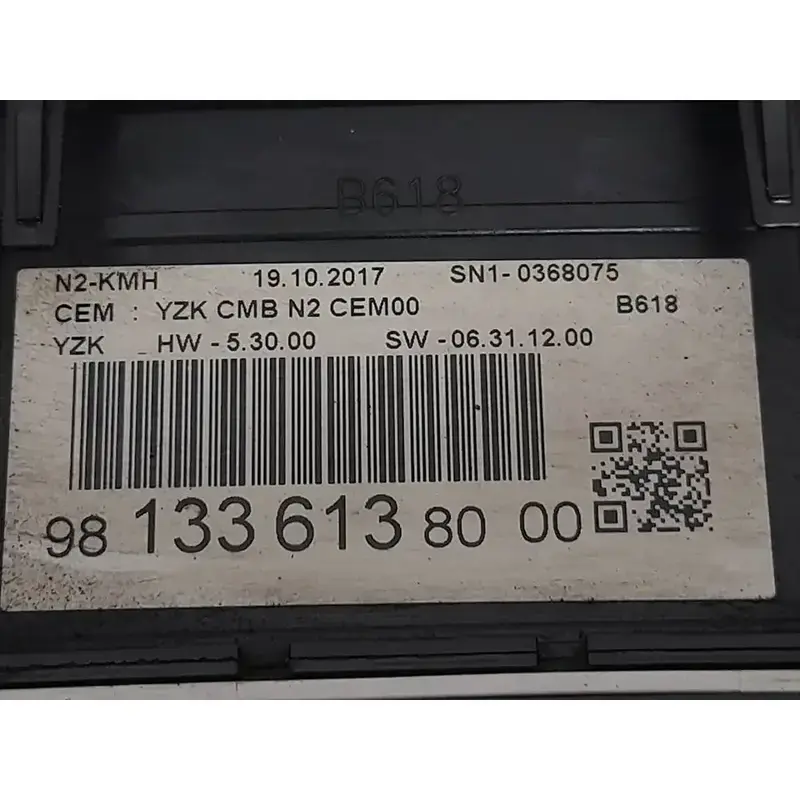 B618
N2-KMH 19.10.2017 SN1-0368075
CEM : YZK CMB N2 CEM00 B618
YZK HW - 5.30.00 SW - 06.31.12.00
98 133 613 80 00